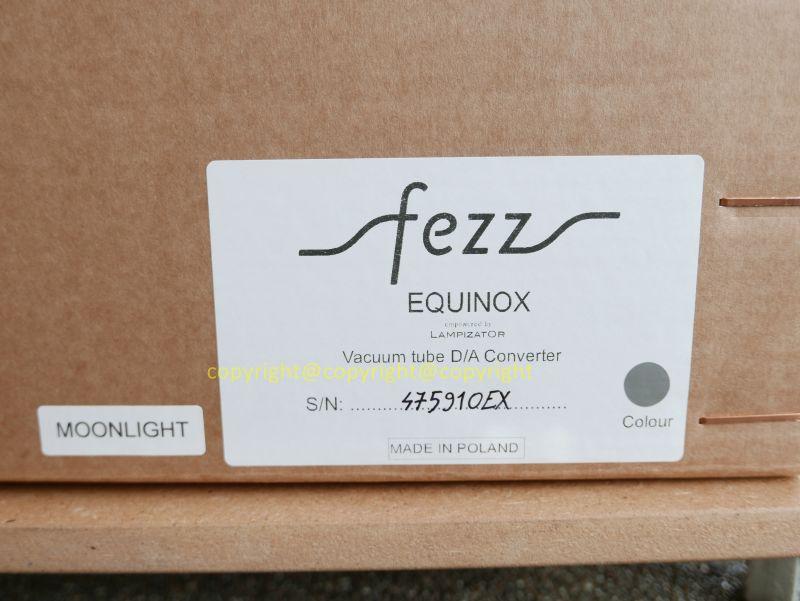 fezz
EQUINOX
empowered by
LAMPIZATOR
Vacuum tube D/A Converter
copyright@copyright@copyright
S/N: ....................................
475910EX
Colour
MADE IN POLAND
MOONLIGHT